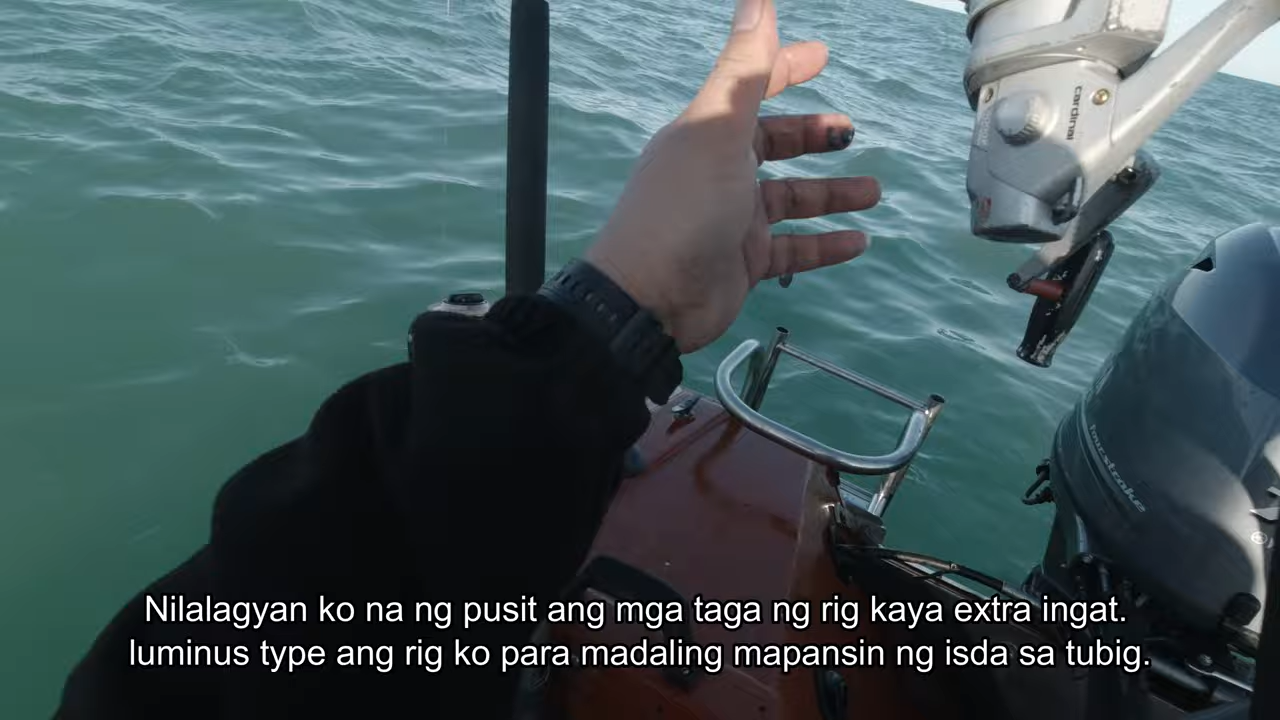 cardinal
fourstroke
Nilalagyan ko na ng pusit ang mga taga ng rig kaya extra ingat.
luminus type ang rig ko para madaling mapansin ng isda sa tubig.